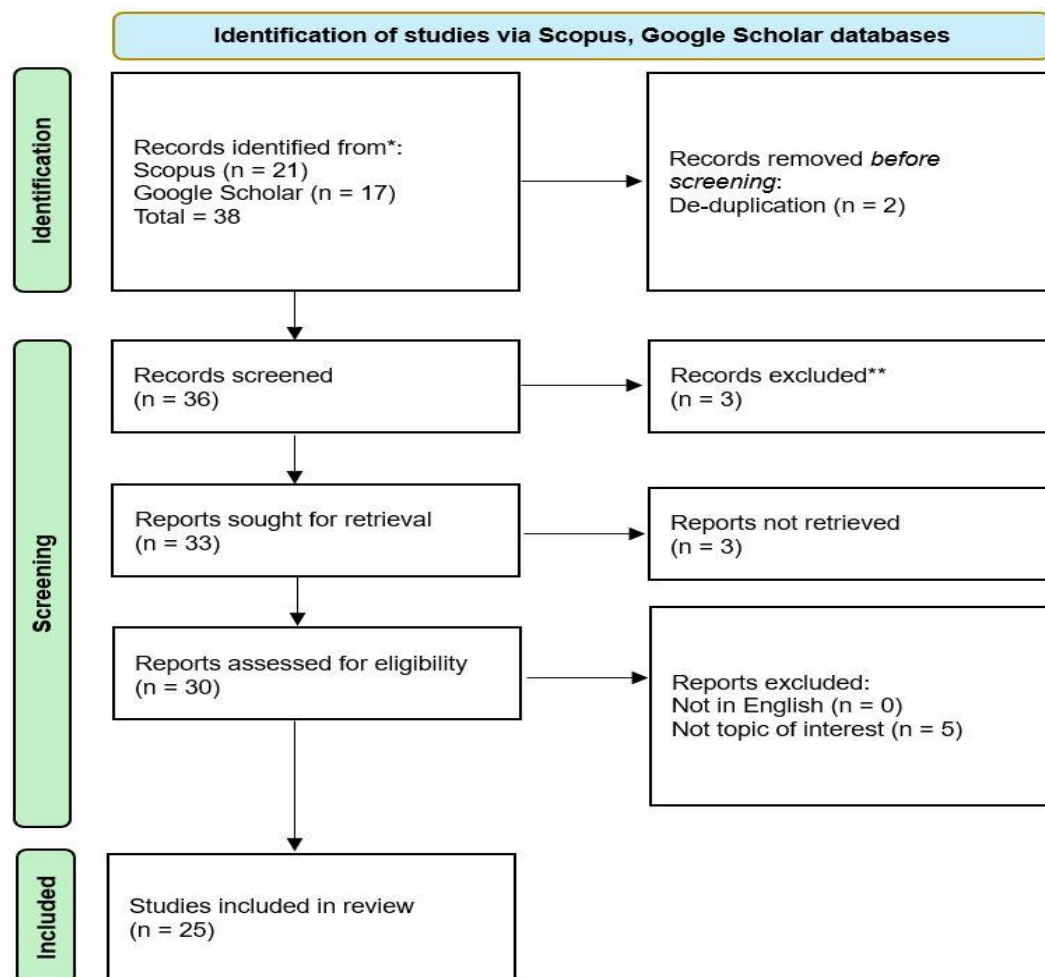 Identification of studies via Scopus, Google Scholar databases
Identification
Records identified from*:
Scopus (n = 21)
Google Scholar (n = 17)
Total = 38
Records removed before
screening:
De-duplication (n = 2)
Screening
Records screened
(n = 36)
Records excluded**
(n = 3)
Reports sought for retrieval
(n = 33)
Reports not retrieved
(n = 3)
Reports assessed for eligibility
(n = 30)
Reports excluded:
Not in English (n = 0)
Not topic of interest (n = 5)
Included
Studies included in review
(n = 25)